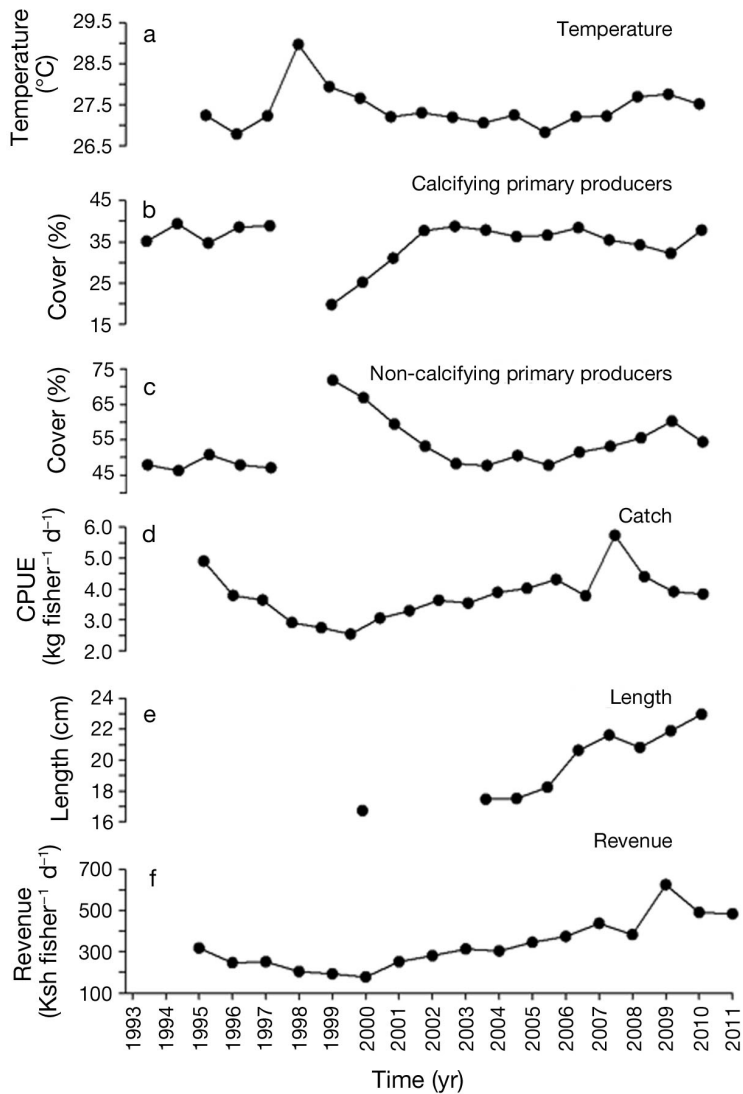 a
Temperature
Temperature
(°C)
29.5
28.5
27.5
26.5
b
Calcifying primary producers
Cover (%)
45
35
25
15
c
Non-calcifying primary producers
Cover (%)
75
65
55
45
d
Catch
CPUE
(kg fisher⁻¹ d⁻¹)
6.0
5.0
4.0
3.0
2.0
e
Length
Length (cm)
24
22
20
18
16
f
Revenue
Revenue
(Ksh fisher⁻¹ d⁻¹)
700
500
300
100
1993 1994 1995 1996 1997 1998 1999 2000 2001 2002 2003 2004 2005 2006 2007 2008 2009 2010 2011
Time (yr)